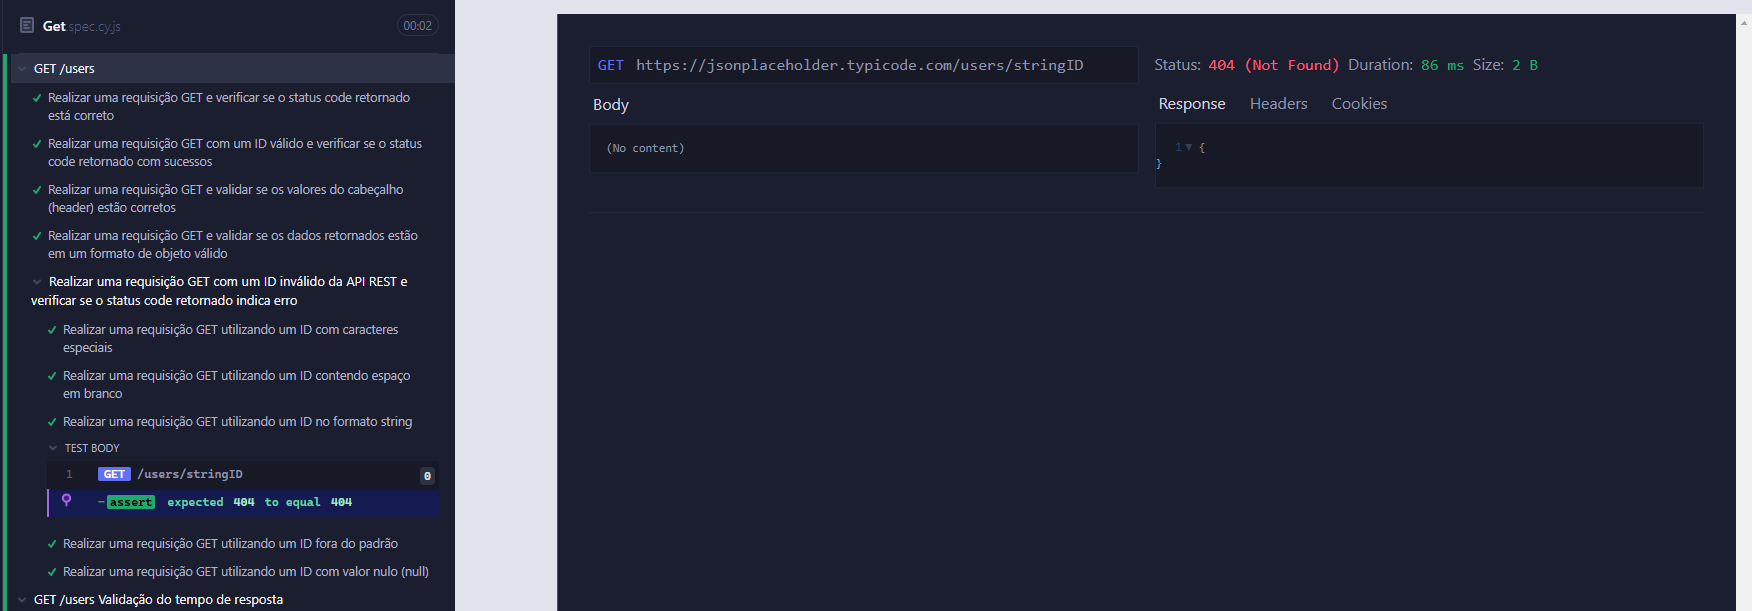 Get.spec.cy.js
00:02
GET /users
Realizar uma requisição GET e verificar se o status code retornado
está correto
Realizar uma requisição GET com um ID válido e verificar se o status
code retornado com sucessos
Realizar uma requisição GET e validar se os valores do cabeçalho
(header) estão corretos
Realizar uma requisição GET e validar se os dados retornados estão
em um formato de objeto válido
Realizar uma requisição GET com um ID inválido da API REST e
verificar se o status code retornado indica erro
Realizar uma requisição GET utilizando um ID com caracteres
especiais
Realizar uma requisição GET utilizando um ID contendo espaço
em branco
Realizar uma requisição GET utilizando um ID no formato string
TEST BODY
1 GET /users/stringID 0
-assert expected 404 to equal 404
Realizar uma requisição GET utilizando um ID fora do padrão
Realizar uma requisição GET utilizando um ID com valor nulo (null)
GET /users Validação do tempo de resposta
GET https://jsonplaceholder.typicode.com/users/stringID
Body
(No content)
Status: 404 (Not Found) Duration: 86 ms Size: 2 B
Response Headers Cookies
1 {
}